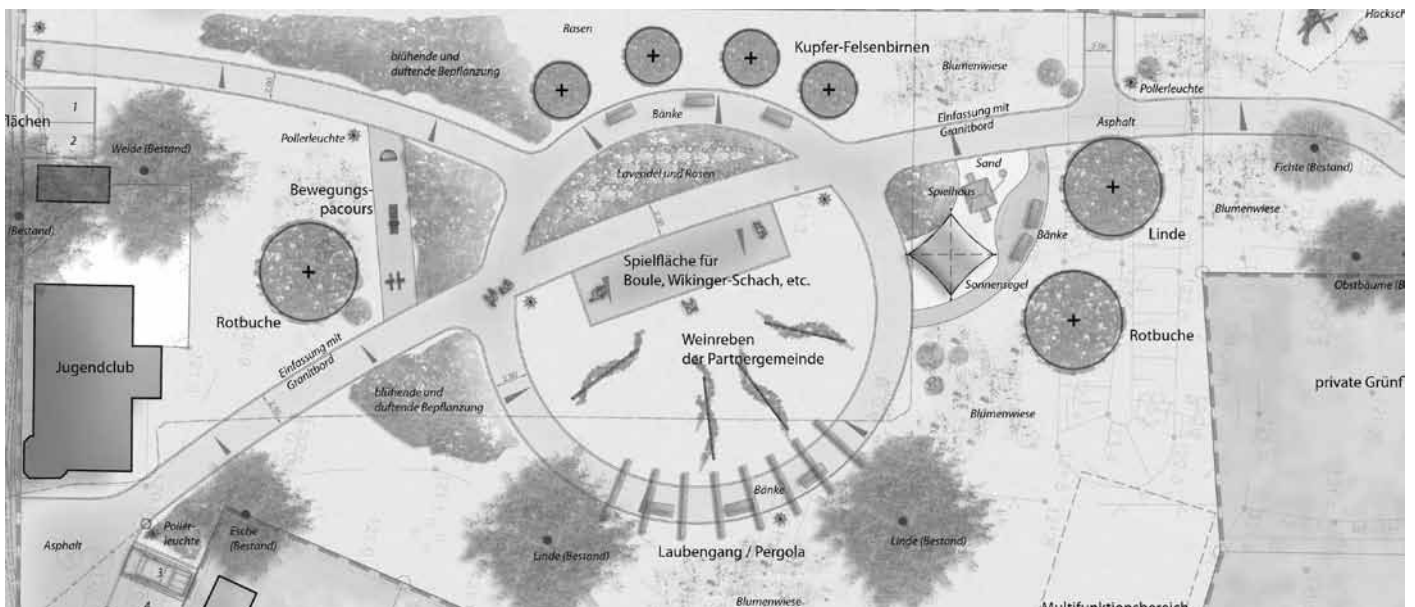 Rasen
Kupfer-Felsenbirnen
Hacksch
blühende und
duftende Bepflanzung
Blumenwiese
Pollerleuchte
Bänke
Einfassung mit
Granitbord
Asphalt
1
flächen
2
Pollerleuchte
Weide (Bestand)
Sand
Fichte (Bestand)
Lavendel und Rosen
Bewegungs-
pacours
Spielhaus
Blumenwiese
(Bestand)
Bänke
Linde
Spielfläche für
Boule, Wikinger-Schach, etc.
Sonnensegel
Obstbäume (B
Rotbuche
Weinreben
der Partnergemeinde
Rotbuche
Einfassung mit
Granitbord
Jugendclub
private Grünf
blühende und
duftende Bepflanzung
Blumenwiese
Bänke
Poller-
leuchte
Esche
(Bestand)
Asphalt
Linde (Bestand)
Laubengang / Pergola
Linde (Bestand)
3
4
Blumenwiese
Multifunktionsbereich